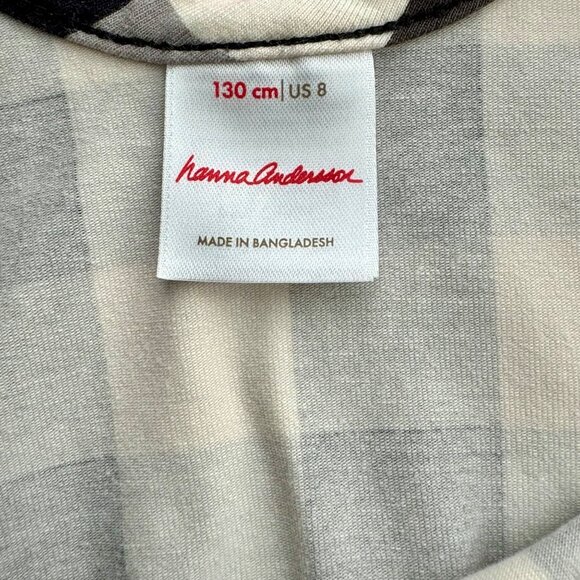 130 cm | US 8
hanna andersson
MADE IN BANGLADESH